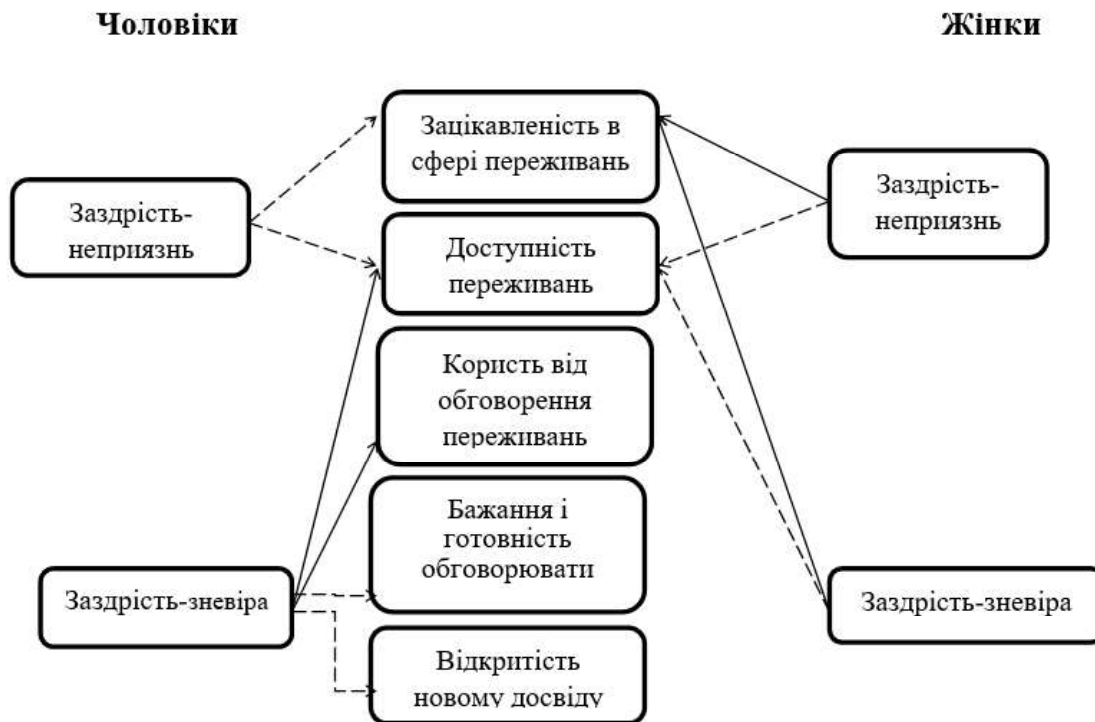 Чоловіки
Жінки
Зацікавленість в
сфері переживань
Заздрість-
неприязнь
Заздрість-
неприязнь
Доступність
переживань
Користь від
обговорення
переживань
Бажання і
готовність
обговорювати
Заздрість-зневіра
Заздрість-зневіра
Відкритість
новому досвіду